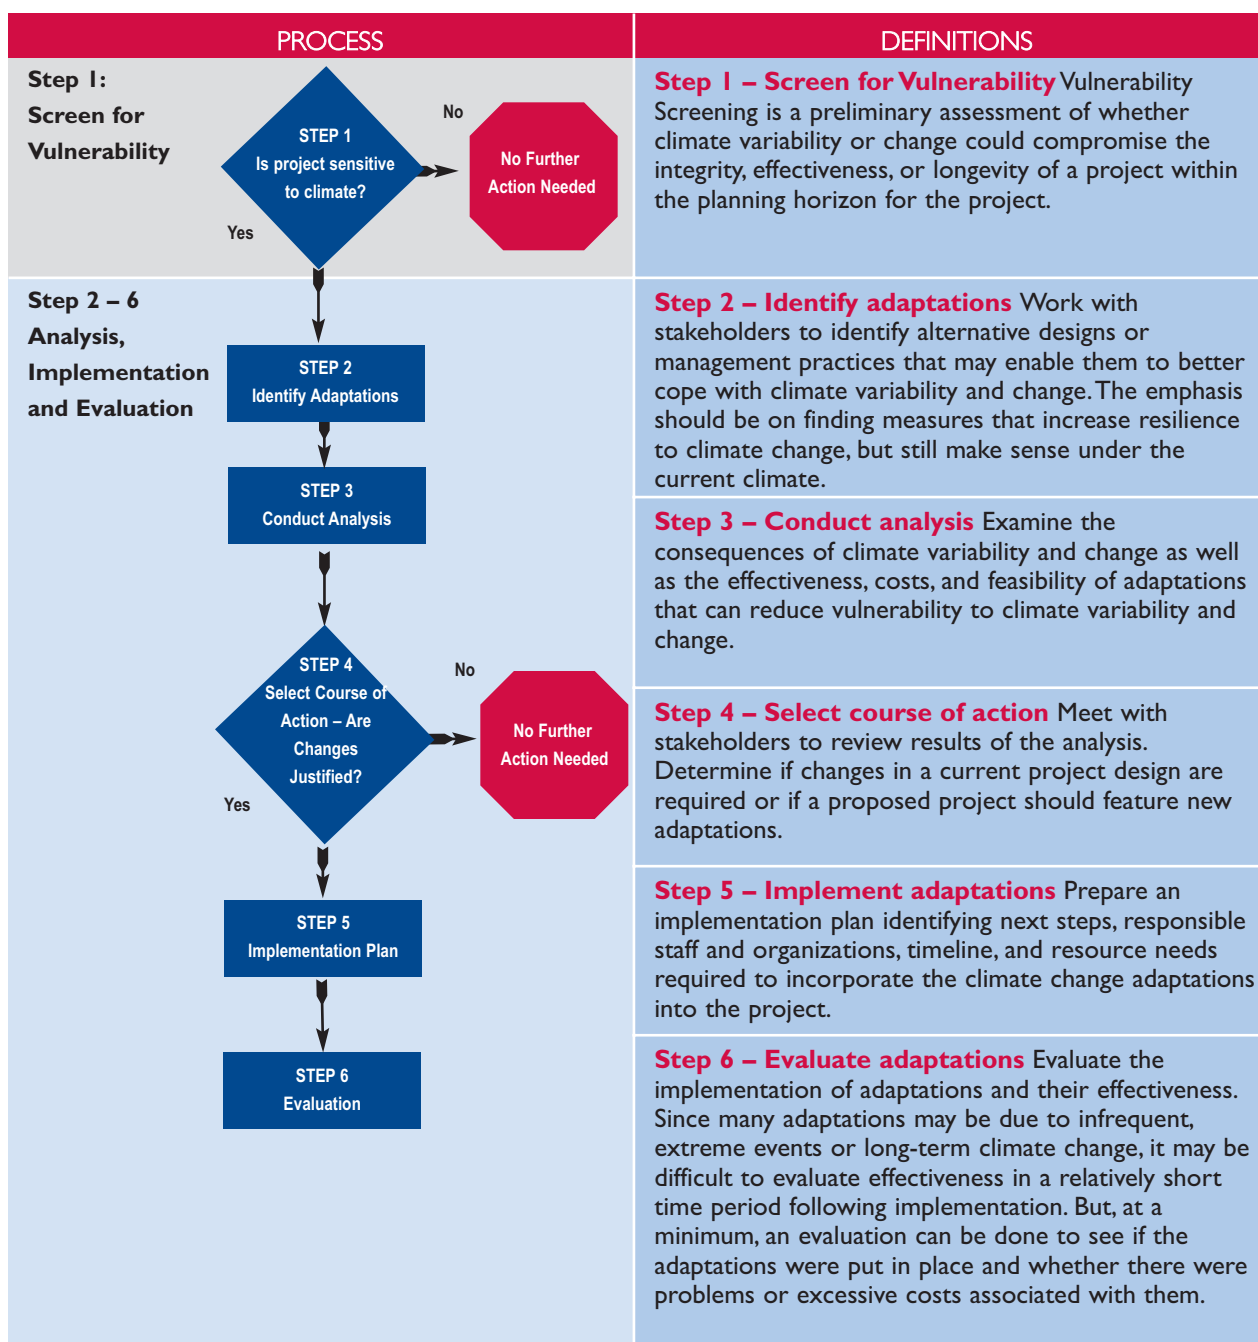 PROCESS
DEFINITIONS
Step 1:
Screen for
Vulnerability
STEP 1
Is project sensitive
to climate?
No
No Further
Action Needed
Yes
Step 1 – Screen for Vulnerability Vulnerability
Screening is a preliminary assessment of whether
climate variability or change could compromise the
integrity, effectiveness, or longevity of a project within
the planning horizon for the project.
Step 2 – 6
Analysis,
Implementation
and Evaluation
STEP 2
Identify Adaptations
STEP 3
Conduct Analysis
STEP 4
Select Course of
Action – Are
Changes
Justified?
No
No Further
Action Needed
Yes
STEP 5
Implementation Plan
STEP 6
Evaluation
Step 2 – Identify adaptations Work with
stakeholders to identify alternative designs or
management practices that may enable them to better
cope with climate variability and change. The emphasis
should be on finding measures that increase resilience
to climate change, but still make sense under the
current climate.
Step 3 – Conduct analysis Examine the
consequences of climate variability and change as well
as the effectiveness, costs, and feasibility of adaptations
that can reduce vulnerability to climate variability and
change.
Step 4 – Select course of action Meet with
stakeholders to review results of the analysis.
Determine if changes in a current project design are
required or if a proposed project should feature new
adaptations.
Step 5 – Implement adaptations Prepare an
implementation plan identifying next steps, responsible
staff and organizations, timeline, and resource needs
required to incorporate the climate change adaptations
into the project.
Step 6 – Evaluate adaptations Evaluate the
implementation of adaptations and their effectiveness.
Since many adaptations may be due to infrequent,
extreme events or long-term climate change, it may be
difficult to evaluate effectiveness in a relatively short
time period following implementation. But, at a
minimum, an evaluation can be done to see if the
adaptations were put in place and whether there were
problems or excessive costs associated with them.